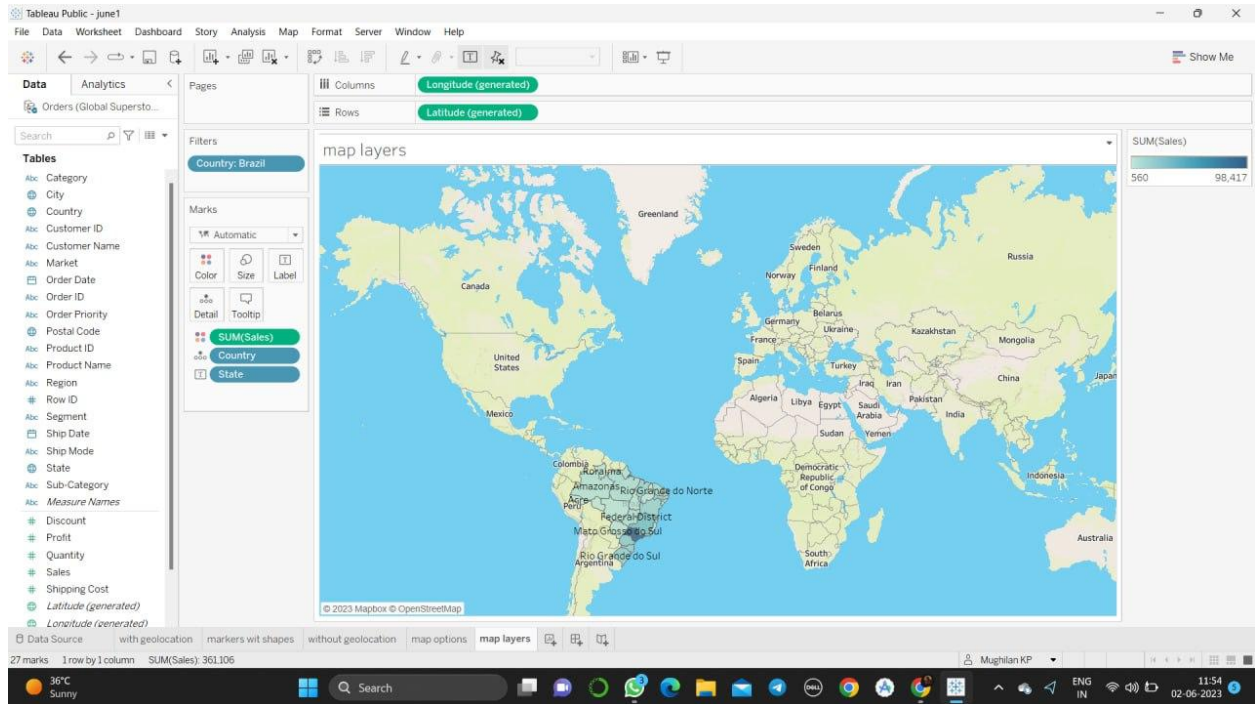 Tableau Public - june1
File Data Worksheet Dashboard Story Analysis Map Format Server Window Help
Show Me
Data Analytics
Orders (Global Supersto...
Search
Tables
Abc Category
City
Country
Abc Customer ID
Abc Customer Name
Abc Market
Order Date
Abc Order ID
Abc Order Priority
Postal Code
Abc Product ID
Abc Product Name
Abc Region
# Row ID
Abc Segment
Ship Date
Abc Ship Mode
State
Abc Sub-Category
Abc Measure Names
# Discount
# Profit
# Quantity
# Sales
# Shipping Cost
Latitude (generated)
Longitude (generated)
Pages
Filters
Country: Brazil
Marks
Automatic
Color Size Label
Detail Tooltip
SUM(Sales)
Country
State
Columns Longitude (generated)
Rows Latitude (generated)
map layers
Greenland
Sweden
Russia
Finland
Norway
Canada
Belarus
Germany
Ukraine
Kazakhstan
France
Mongolia
United
States
Spain
Turkey
China
Japan
Iraq Iran
Algeria Libya Egypt Saudi
Arabia
Pakistan
India
Mexico
Sudan Yemen
Colombia
Roraima
Democratic
Republic
of Congo
Indonesia
Amazonas
Rio Grande do Norte
Acre
Peru
Federal District
Mato Grosso do Sul
Australia
Rio Grande do Sul
Argentina
South
Africa
© 2023 Mapbox © OpenStreetMap
SUM(Sales)
560 98,417
Data Source with geolocation markers wit shapes without geolocation map options map layers
27 marks 1 row by 1 column SUM(Sales): 361,106
Mughilan KP
36°C
Sunny
Search
DELL
ENG
IN
11:54
02-06-2023